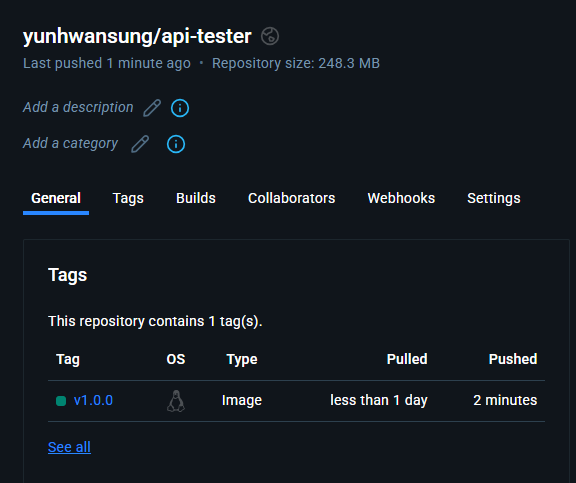 yunhwansung/api-tester
Last pushed 1 minute ago • Repository size: 248.3 MB
Add a description
Add a category
General Tags Builds Collaborators Webhooks Settings
Tags
This repository contains 1 tag(s).
Tag OS Type Pulled Pushed
v1.0.0 Image less than 1 day 2 minutes
See all